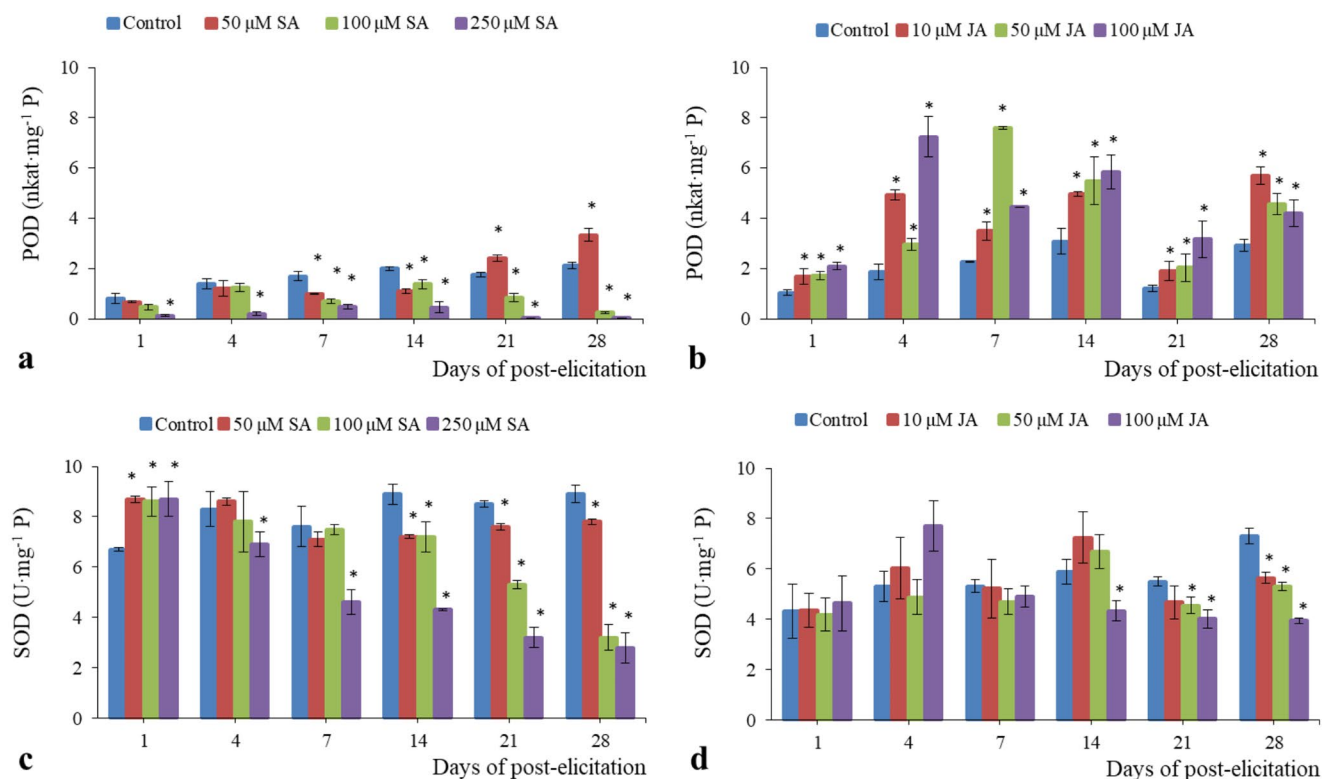 Control 50 μM SA 100 μM SA 250 μM SA
POD (nkat·mg⁻¹ P)
10
8
6
4
2
0
* * * * * * * * * * * * *
1 4 7 14 21 28
Days of post-elicitation
a
Control 10 μM JA 50 μM JA 100 μM JA
POD (nkat·mg⁻¹ P)
10
8
6
4
2
0
* * * * * * * * * * * * * * * * * *
1 4 7 14 21 28
Days of post-elicitation
b
Control 50 μM SA 100 μM SA 250 μM SA
SOD (U·mg⁻¹ P)
10
8
6
4
2
0
* * * * * * * * * * * * * *
1 4 7 14 21 28
Days of post-elicitation
c
Control 10 μM JA 50 μM JA 100 μM JA
SOD (U·mg⁻¹ P)
10
8
6
4
2
0
* * * * * *
1 4 7 14 21 28
Days of post-elicitation
d